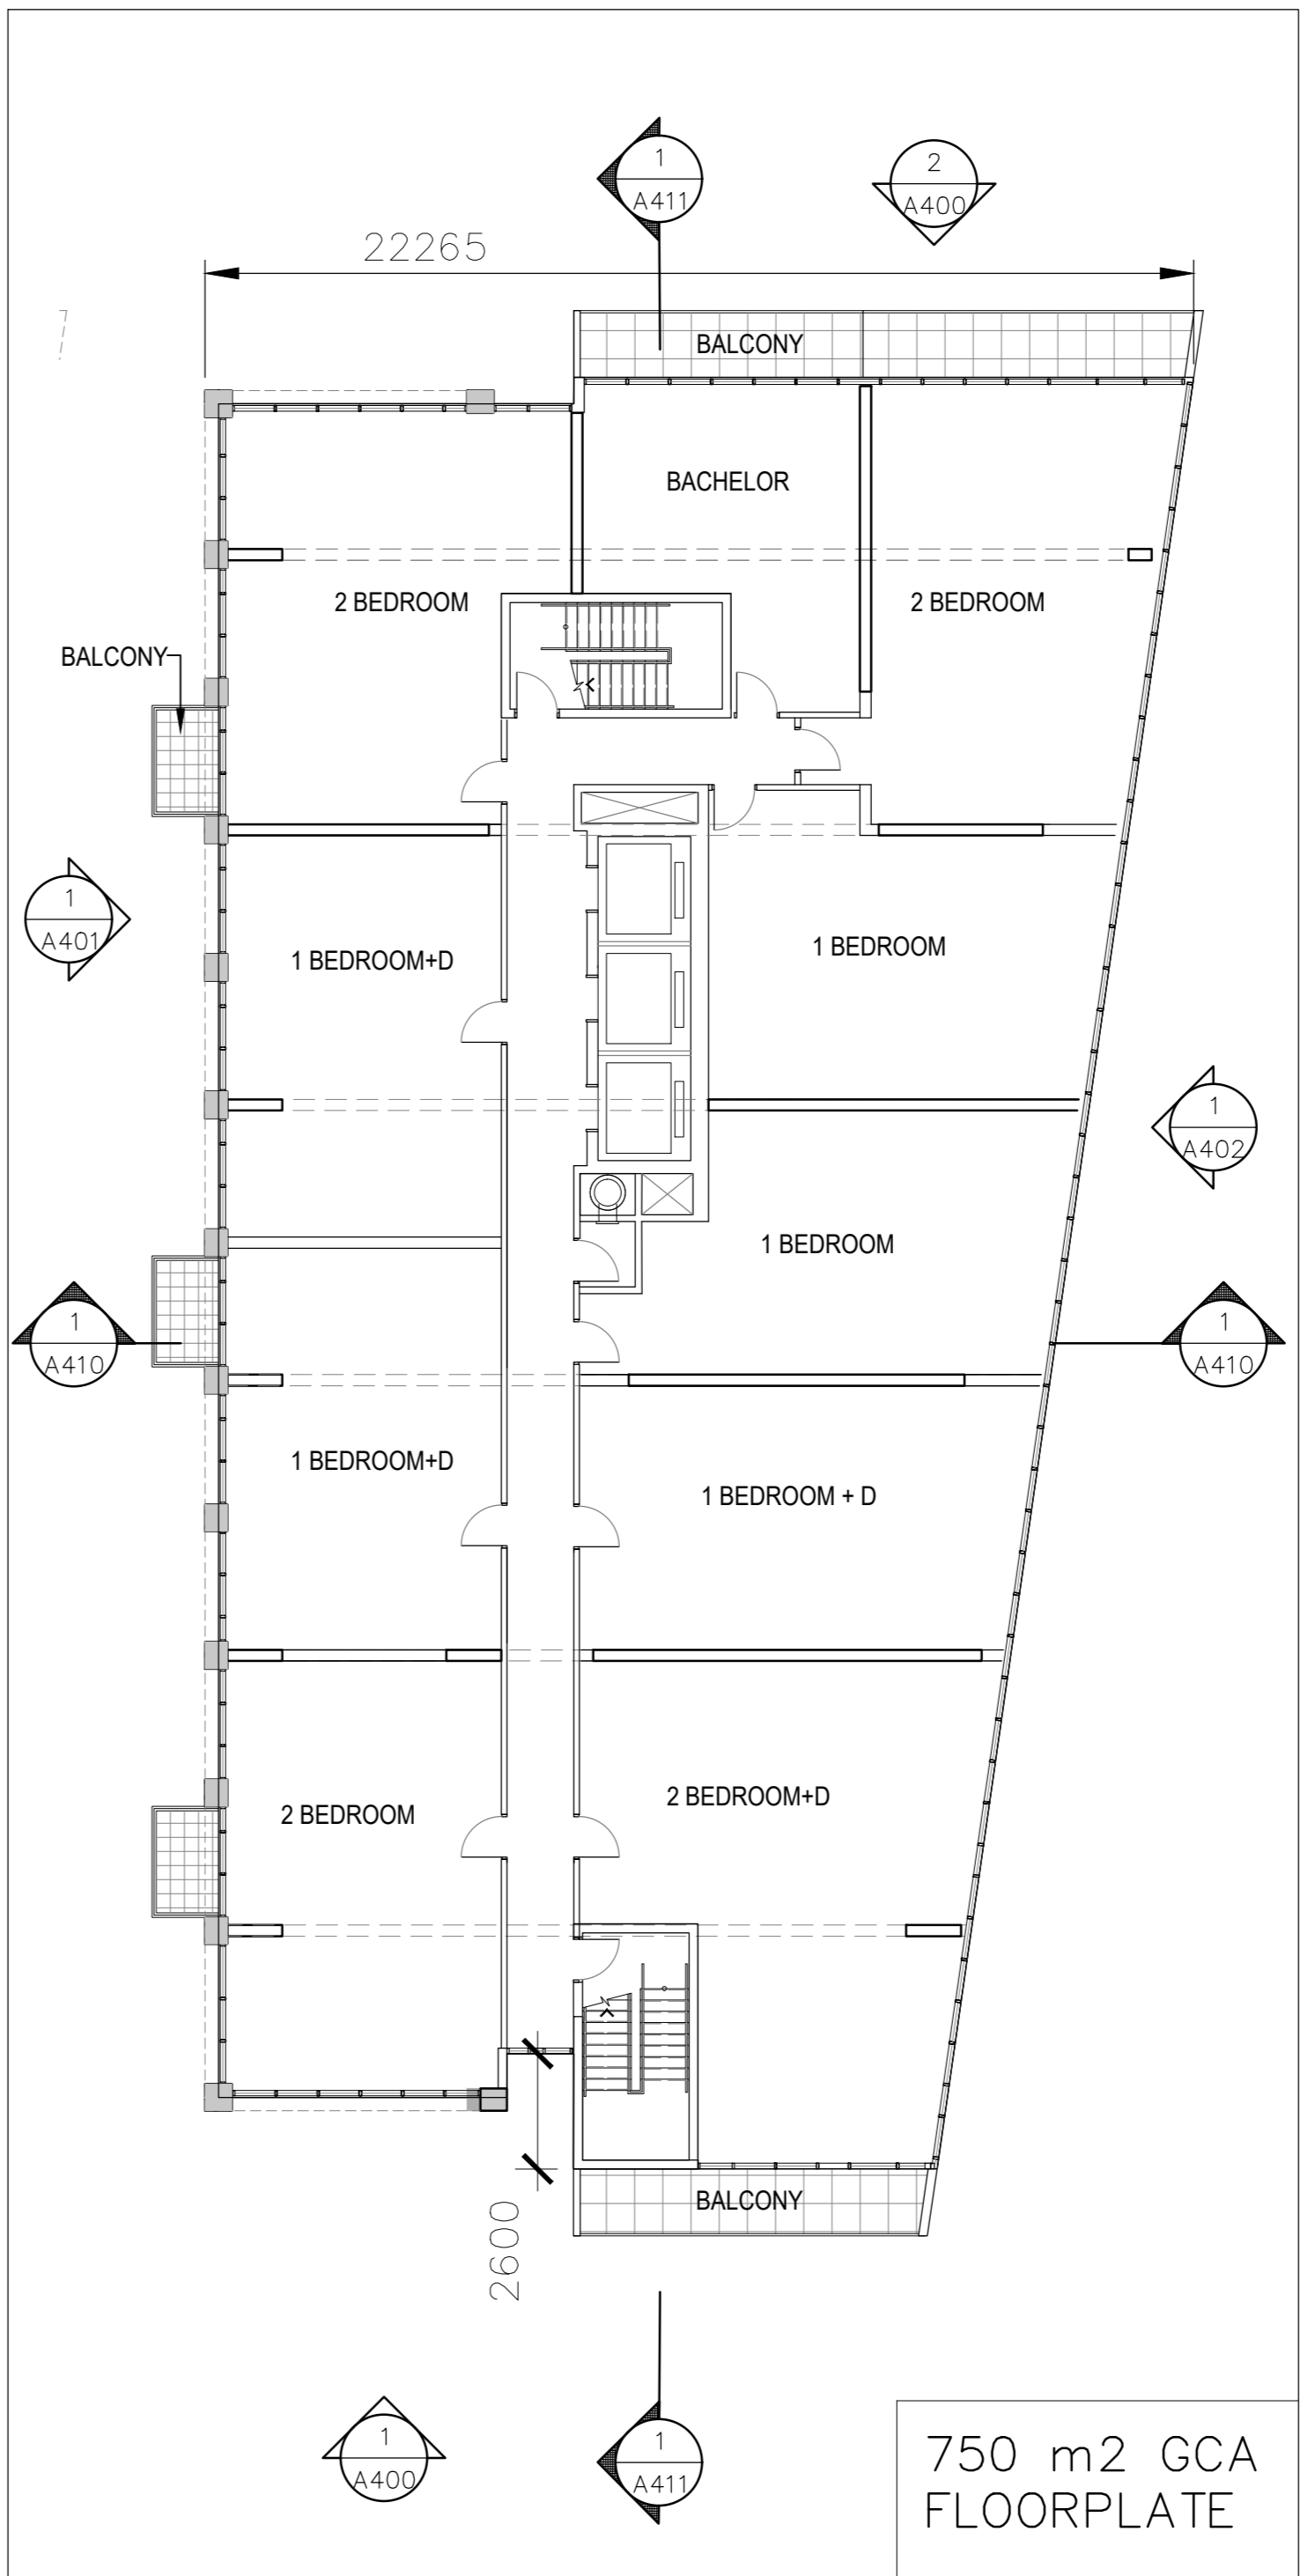 1
A411
2
A400
22265
BALCONY
BACHELOR
2 BEDROOM
2 BEDROOM
BALCONY
1
A401
1 BEDROOM+D
1 BEDROOM
1
A402
1 BEDROOM
1
A410
1
A410
1 BEDROOM+D
1 BEDROOM + D
2 BEDROOM+D
2 BEDROOM
BALCONY
2600
1
A400
1
A411
750 m2 GCA
FLOORPLATE